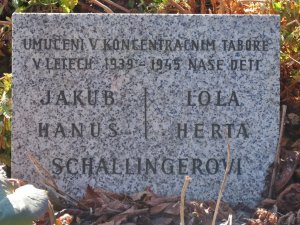 UMUČENI V KONCENTRAČNÍM TÁBOŘE
V LETECH 1939 - 1945 NAŠE DĚTI
JAKUB LOLA
HANUŠ HERTA
SCHALLINGEROVI